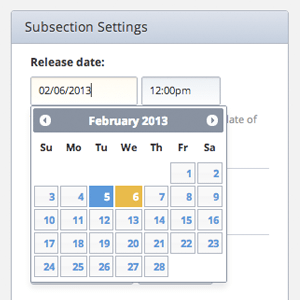 Subsection Settings
Release date:
02/06/2013 12:00pm
February 2013 date of
Su Mo Tu We Th Fr Sa
1 2
3 4 5 6 7 8 9
10 11 12 13 14 15 16
17 18 19 20 21 22 23
24 25 26 27 28